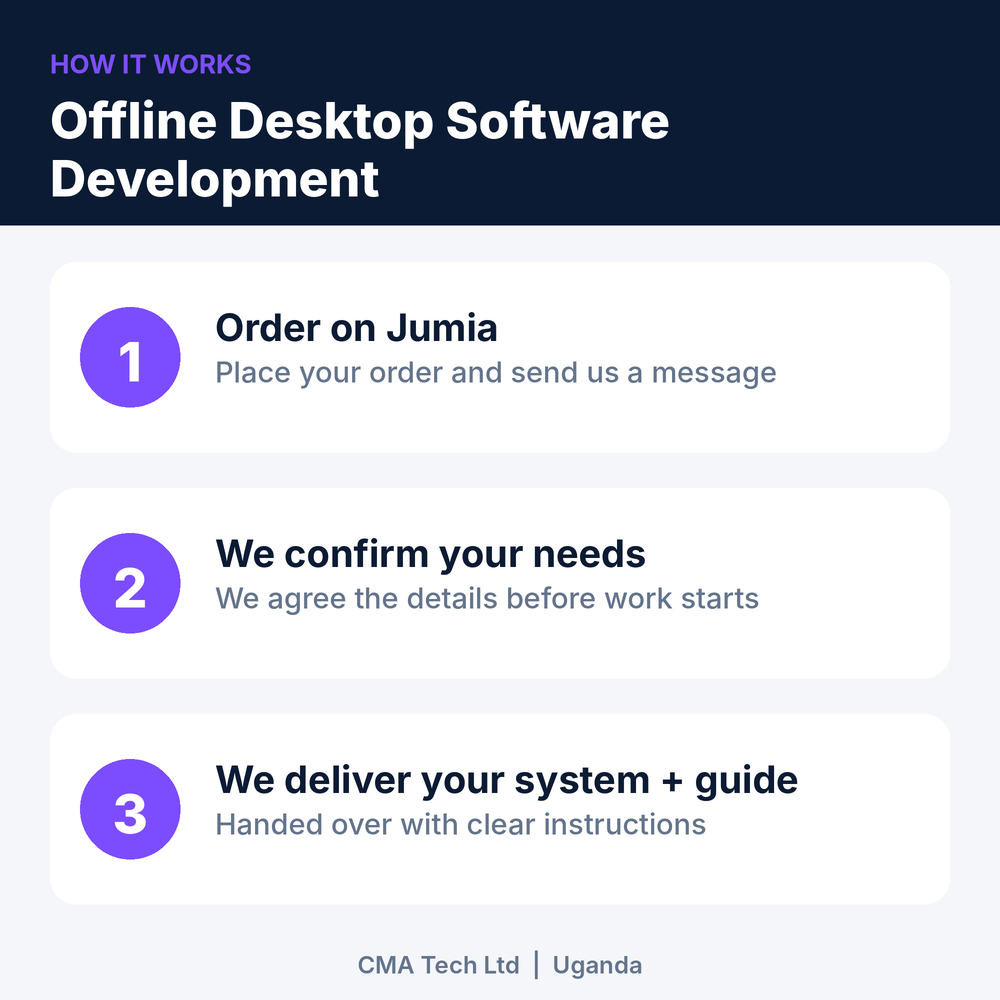 HOW IT WORKS
Offline Desktop Software
Development
1
Order on Jumia
Place your order and send us a message
2
We confirm your needs
We agree the details before work starts
3
We deliver your system + guide
Handed over with clear instructions
CMA Tech Ltd | Uganda